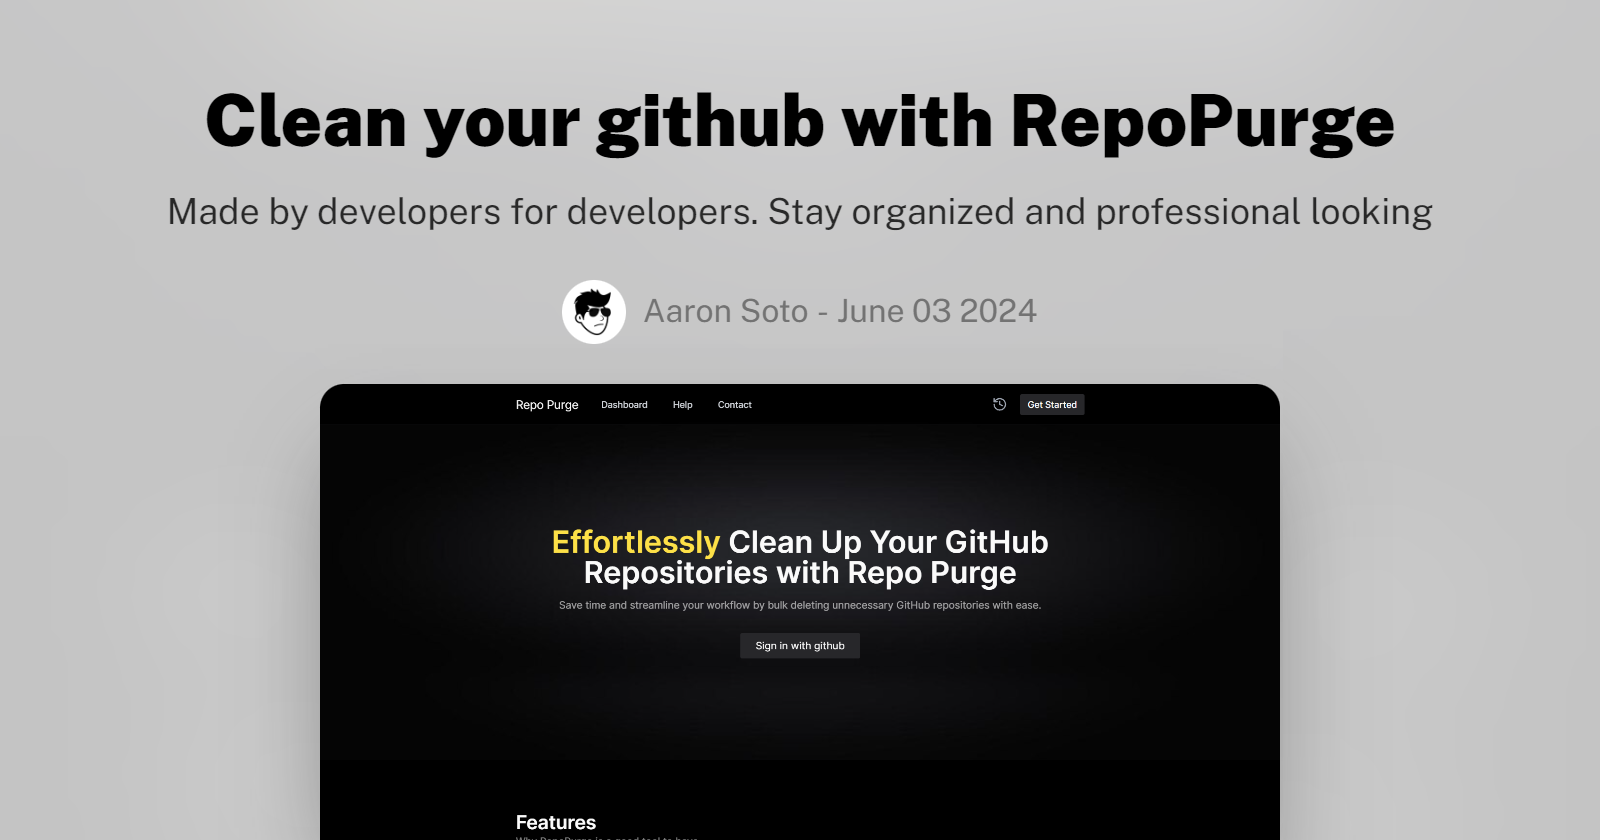 Clean your github with RepoPurge
Made by developers for developers. Stay organized and professional looking
Aaron Soto - June 03 2024
Repo Purge Dashboard Help Contact Get Started
Effortlessly Clean Up Your GitHub
Repositories with Repo Purge
Save time and streamline your workflow by bulk deleting unnecessary GitHub repositories with ease.
Sign in with github
Features